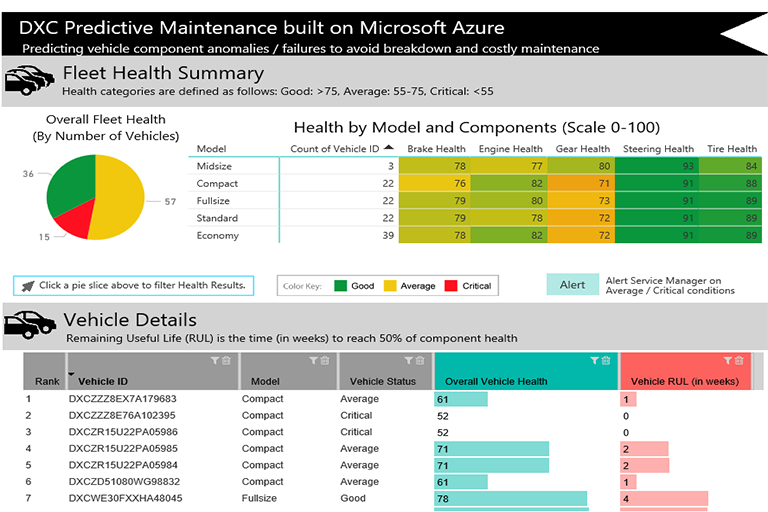 DXC Predictive Maintenance built on Microsoft Azure
Predicting vehicle component anomalies / failures to avoid breakdown and costly maintenance
Fleet Health Summary
Health categories are defined as follows: Good: >75, Average: 55-75, Critical: <55
Overall Fleet Health
(By Number of Vehicles)
36
57
15
Health by Model and Components (Scale 0-100)
Model Count of Vehicle ID Brake Health Engine Health Gear Health Steering Health Tire Health
Midsize 3 78 77 80 93 84
Compact 22 76 82 71 91 88
Fullsize 22 79 80 73 91 89
Standard 22 79 78 72 91 89
Economy 39 78 82 72 91 89
Click a pie slice above to filter Health Results.
Color Key: Good Average Critical
Alert
Alert Service Manager on
Average / Critical conditions
Vehicle Details
Remaining Useful Life (RUL) is the time (in weeks) to reach 50% of component health
Rank Vehicle ID Model Vehicle Status Overall Vehicle Health Vehicle RUL (in weeks)
1 DXCZZZ8EX7A179683 Compact Average 61 1
2 DXCZZZ8E76A102395 Compact Critical 52 0
3 DXCZR15U22PA05986 Compact Critical 52 0
4 DXCZR15U22PA05985 Compact Average 71 2
5 DXCZR15U22PA05984 Compact Average 71 2
6 DXCZD51080WG98832 Compact Average 61 1
7 DXCWE30FXXHA48045 Fullsize Good 78 4